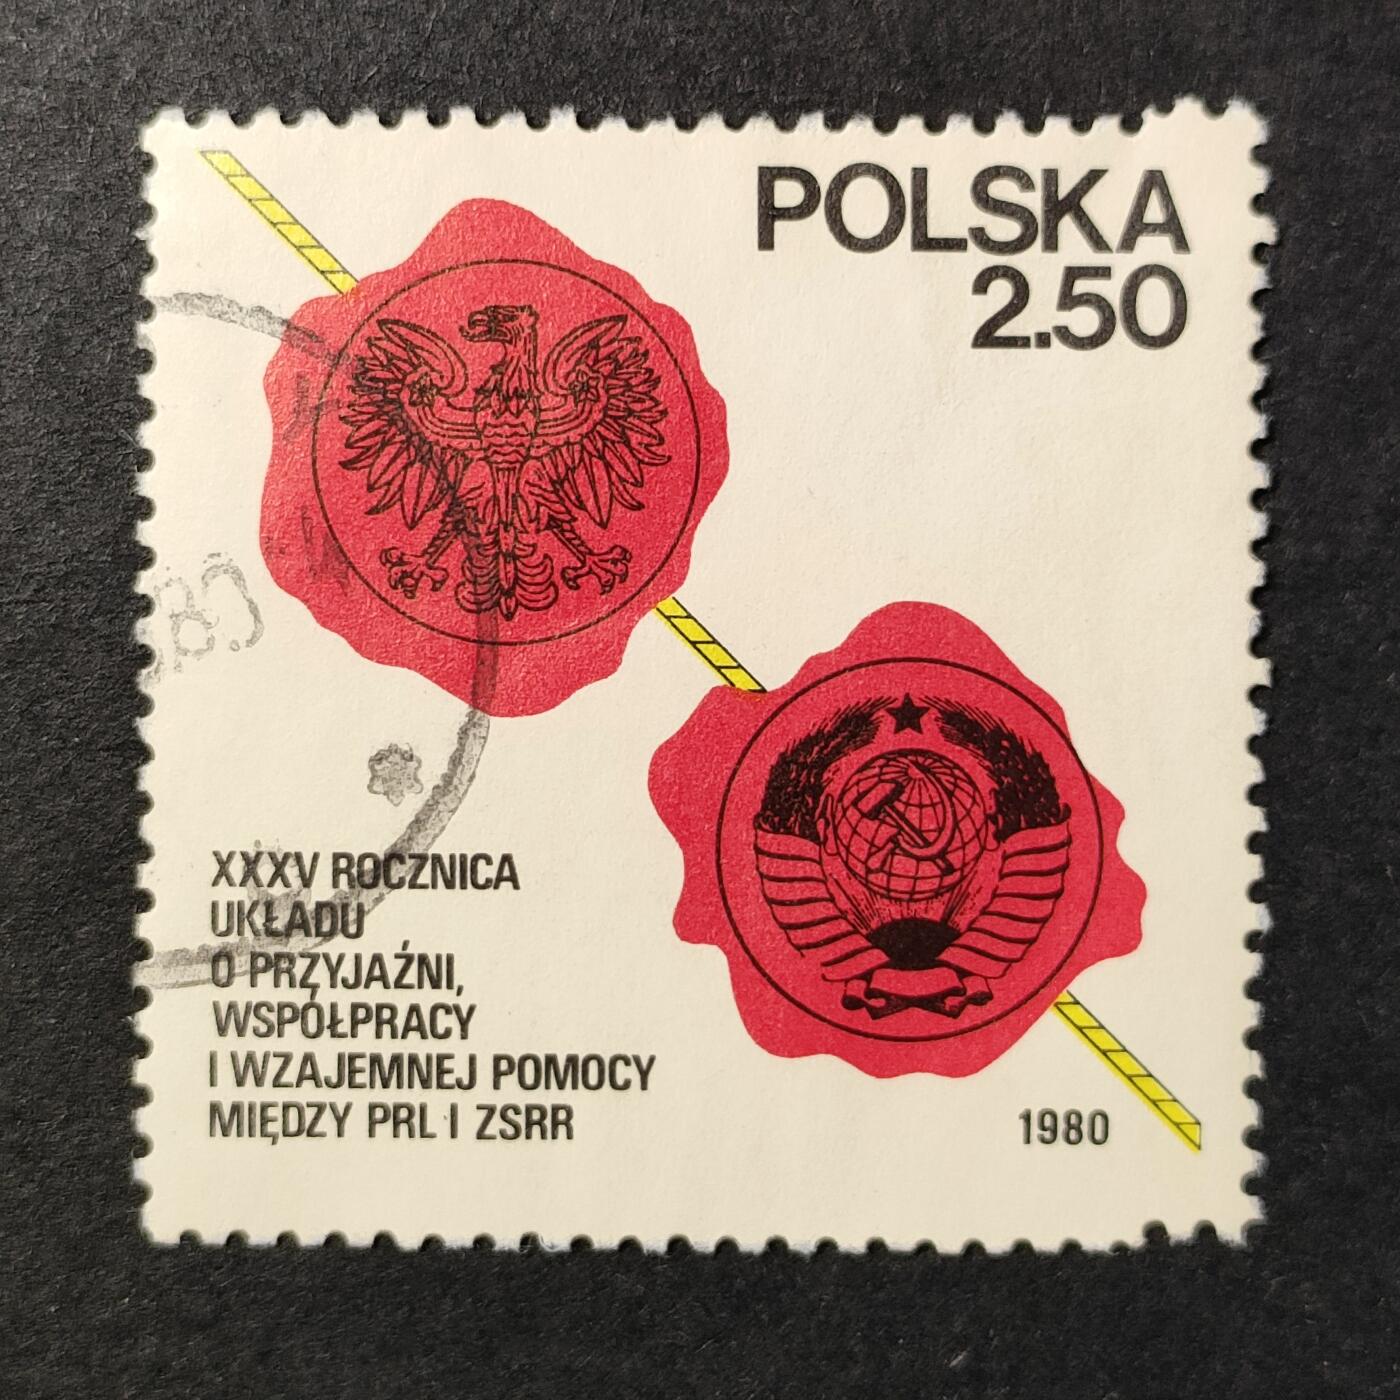 POLSKA
2.50
XXXV ROCZNICA
UKŁADU
O PRZYJAŹNI,
WSPÓŁPRACY
I WZAJEMNEJ POMOCY
MIĘDZY PRL I ZSRR
1980